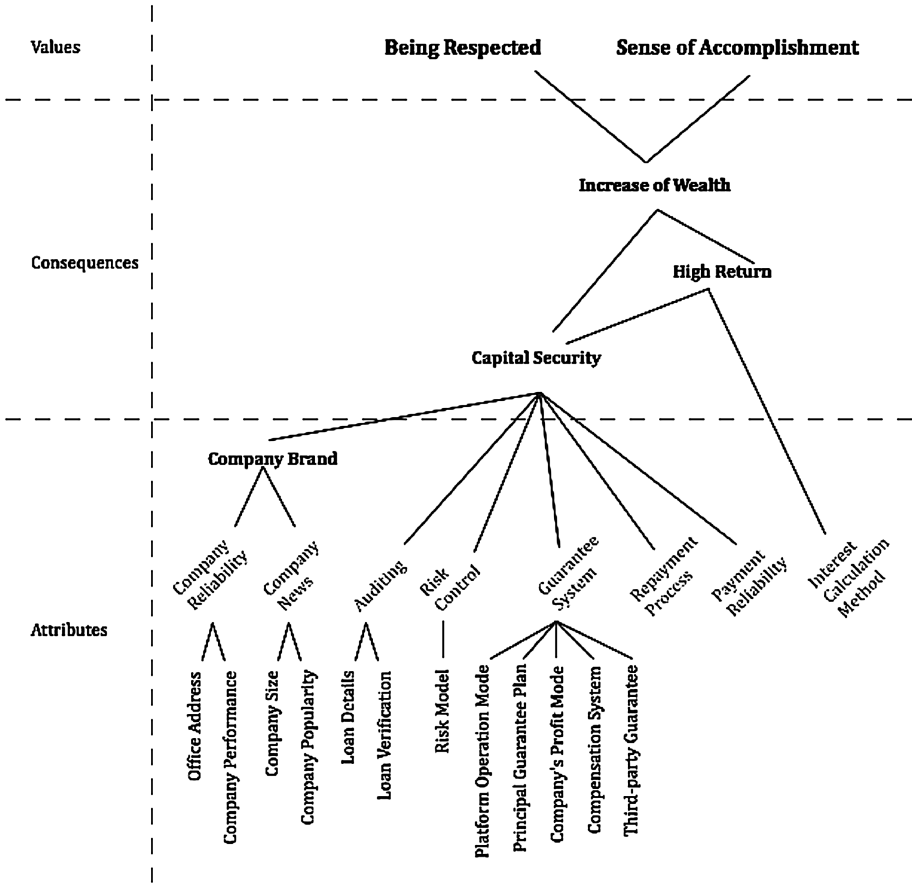 Values
Being Respected
Sense of Accomplishment
Increase of Wealth
Consequences
High Return
Capital Security
Company Brand
Company
Reliability
Company
News
Auditing
Risk
Control
Guarantee
System
Repayment
Process
Payment
Reliability
Interest
Calculation
Method
Attributes
Office Address
Company Performance
Company Size
Company Popularity
Loan Details
Loan Verification
Risk Model
Platform Operation Mode
Principal Guarantee Plan
Company's Profit Mode
Compensation System
Third-party Guarantee